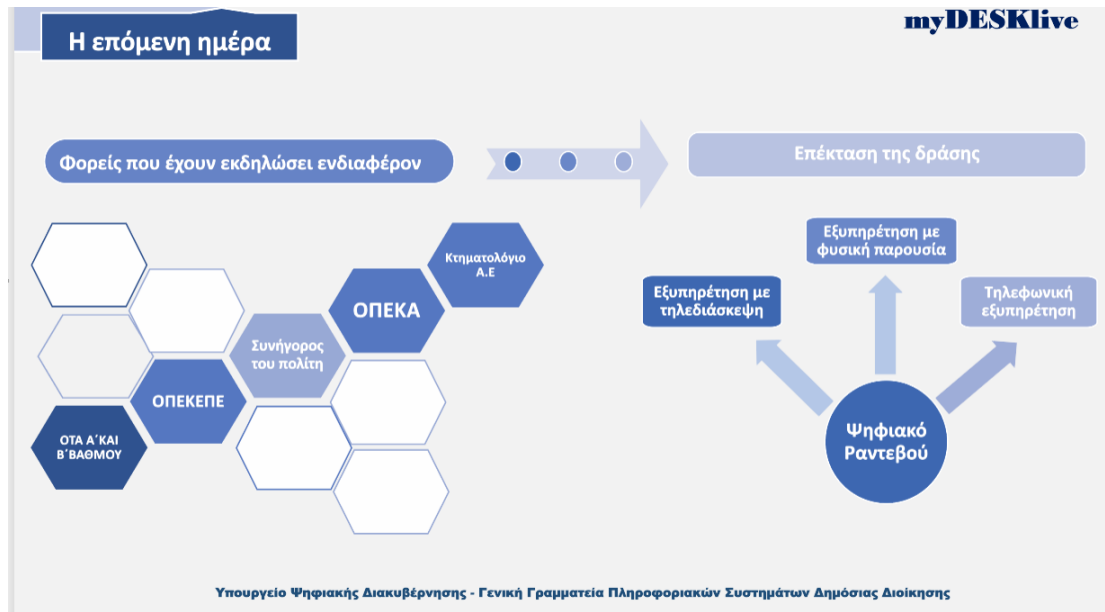 Η επόμενη ημέρα
myDESKlive
Φορείς που έχουν εκδηλώσει ενδιαφέρον
Επέκταση της δράσης
Κτηματολόγιο
Α.Ε
ΟΠΕΚΑ
Συνήγορος
του πολίτη
ΟΠΕΚΕΠΕ
ΟΤΑ Α΄ΚΑΙ
Β΄ΒΑΘΜΟΥ
Εξυπηρέτηση με
φυσική παρουσία
Εξυπηρέτηση με
τηλεδιάσκεψη
Τηλεφωνική
εξυπηρέτηση
Ψηφιακό
Ραντεβού
Υπουργείο Ψηφιακής Διακυβέρνησης - Γενική Γραμματεία Πληροφοριακών Συστημάτων Δημόσιας Διοίκησης